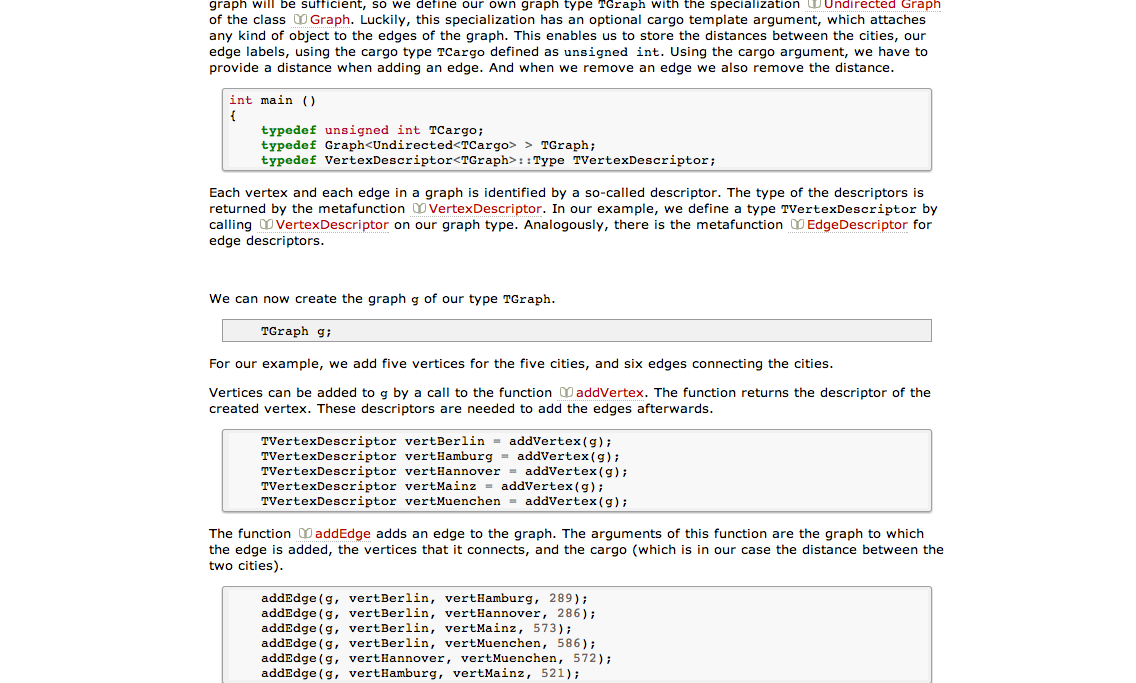 graph will be sufficient, so we define our own graph type TGraph with the specialization Undirected Graph
of the class Graph. Luckily, this specialization has an optional cargo template argument, which attaches
any kind of object to the edges of the graph. This enables us to store the distances between the cities, our
edge labels, using the cargo type TCargo defined as unsigned int. Using the cargo argument, we have to
provide a distance when adding an edge. And when we remove an edge we also remove the distance.
int main ()
{
    typedef unsigned int TCargo;
    typedef Graph<Undirected<TCargo> > TGraph;
    typedef VertexDescriptor<TGraph>::Type TVertexDescriptor;
Each vertex and each edge in a graph is identified by a so-called descriptor. The type of the descriptors is
returned by the metafunction VertexDescriptor. In our example, we define a type TVertexDescriptor by
calling VertexDescriptor on our graph type. Analogously, there is the metafunction EdgeDescriptor for
edge descriptors.
We can now create the graph g of our type TGraph.
    TGraph g;
For our example, we add five vertices for the five cities, and six edges connecting the cities.
Vertices can be added to g by a call to the function addVertex. The function returns the descriptor of the
created vertex. These descriptors are needed to add the edges afterwards.
    TVertexDescriptor vertBerlin = addVertex(g);
    TVertexDescriptor vertHamburg = addVertex(g);
    TVertexDescriptor vertHannover = addVertex(g);
    TVertexDescriptor vertMainz = addVertex(g);
    TVertexDescriptor vertMuenchen = addVertex(g);
The function addEdge adds an edge to the graph. The arguments of this function are the graph to which
the edge is added, the vertices that it connects, and the cargo (which is in our case the distance between the
two cities).
    addEdge(g, vertBerlin, vertHamburg, 289);
    addEdge(g, vertBerlin, vertHannover, 286);
    addEdge(g, vertBerlin, vertMainz, 573);
    addEdge(g, vertBerlin, vertMuenchen, 586);
    addEdge(g, vertHannover, vertMuenchen, 572);
    addEdge(g, vertHamburg, vertMainz, 521);